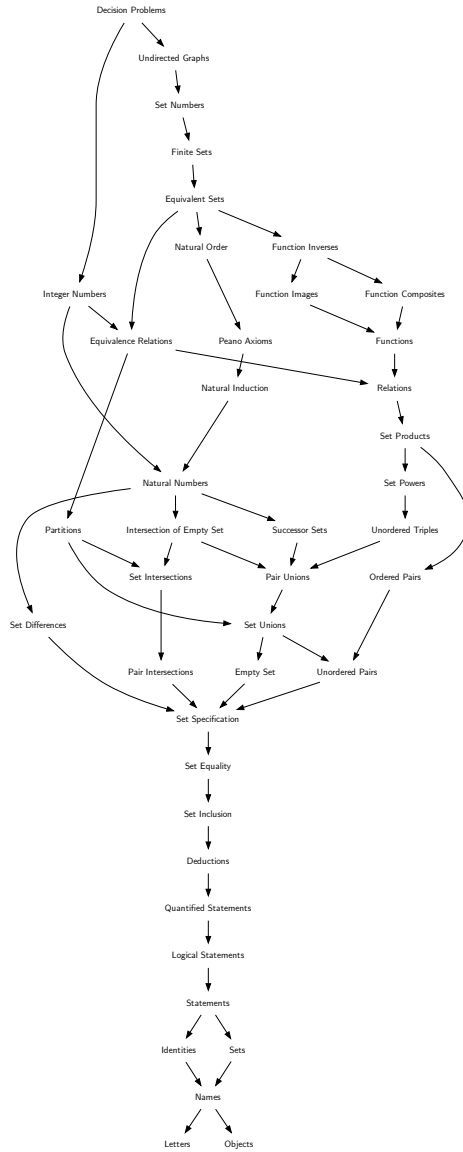 Decision Problems
Undirected Graphs
Set Numbers
Finite Sets
Equivalent Sets
Natural Order
Function Inverses
Integer Numbers
Function Images
Function Composites
Equivalence Relations
Peano Axioms
Functions
Natural Induction
Relations
Set Products
Natural Numbers
Set Powers
Partitions
Intersection of Empty Set
Successor Sets
Unordered Triples
Set Intersections
Pair Unions
Ordered Pairs
Set Differences
Set Unions
Pair Intersections
Empty Set
Unordered Pairs
Set Specification
Set Equality
Set Inclusion
Deductions
Quantified Statements
Logical Statements
Statements
Identities
Sets
Names
Letters
Objects